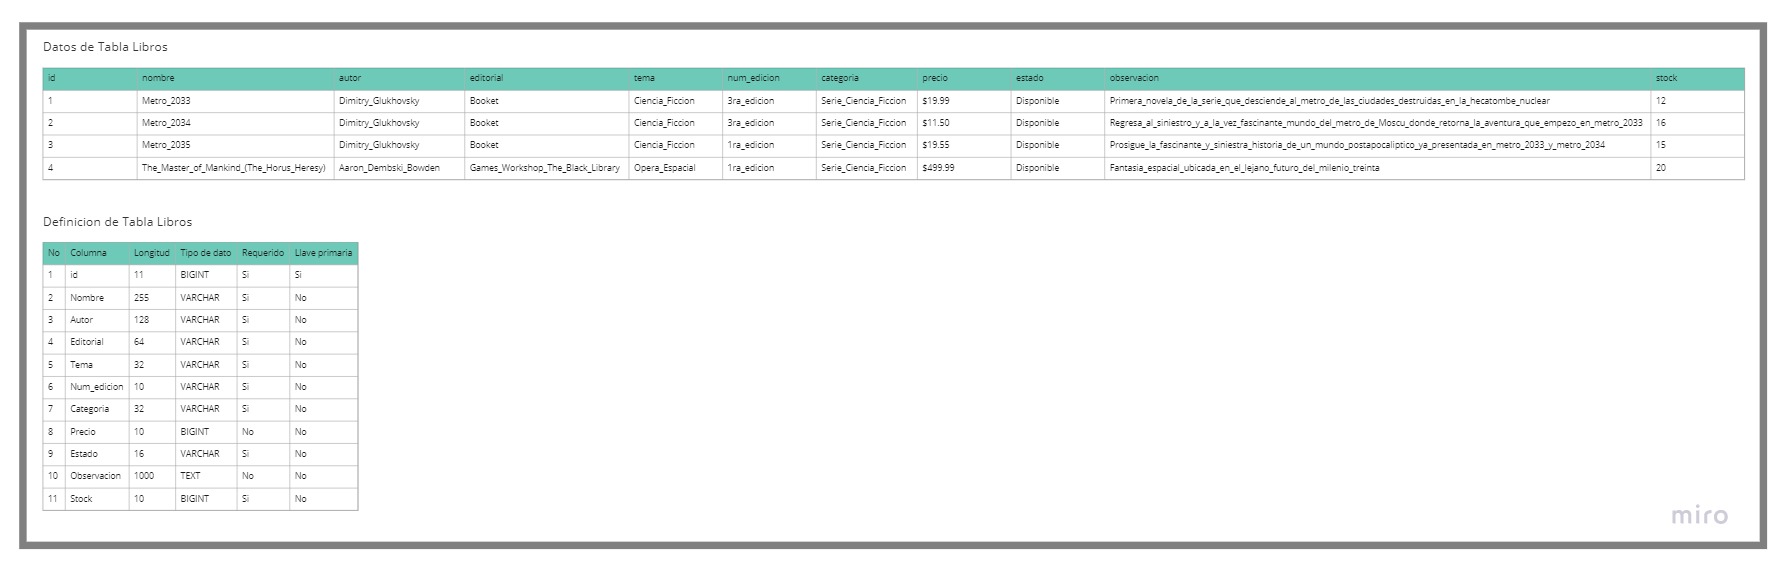 Datos de Tabla Libros
id nombre autor editorial tema num_edicion categoria precio estado observacion stock
1 Metro_2033 Dimitry_Glukhovsky Booket Ciencia_Ficcion 3ra_edicion Serie_Ciencia_Ficcion $19.99 Disponible Primera_novela_de_la_serie_que_desciende_al_metro_de_las_ciudades_destruidas_en_la_hecatombe_nuclear 12
2 Metro_2034 Dimitry_Glukhovsky Booket Ciencia_Ficcion 3ra_edicion Serie_Ciencia_Ficcion $11.50 Disponible Regresa_al_siniestro_y_a_la_vez_fascinante_mundo_del_metro_de_Moscu_donde_retorna_la_aventura_que_empezo_en_metro_2033 16
3 Metro_2035 Dimitry_Glukhovsky Booket Ciencia_Ficcion 1ra_edicion Serie_Ciencia_Ficcion $19.55 Disponible Prosigue_la_fascinante_y_siniestra_historia_de_un_mundo_postapocaliptico_ya_presentada_en_metro_2033_y_metro_2034 15
4 The_Master_of_Mankind_(The_Horus_Heresy) Aaron_Dembski_Bowden Games_Workshop_The_Black_Library Opera_Espacial 1ra_edicion Serie_Ciencia_Ficcion $499.99 Disponible Fantasia_espacial_ubicada_en_el_lejano_futuro_del_milenio_treinta 20
Definicion de Tabla Libros
No Columna Longitud Tipo de dato Requerido Llave primaria
1 id 11 BIGINT Si Si
2 Nombre 255 VARCHAR Si No
3 Autor 128 VARCHAR Si No
4 Editorial 64 VARCHAR Si No
5 Tema 32 VARCHAR Si No
6 Num_edicion 10 VARCHAR Si No
7 Categoria 32 VARCHAR Si No
8 Precio 10 BIGINT No No
9 Estado 16 VARCHAR Si No
10 Observacion 1000 TEXT No No
11 Stock 10 BIGINT Si No
miro